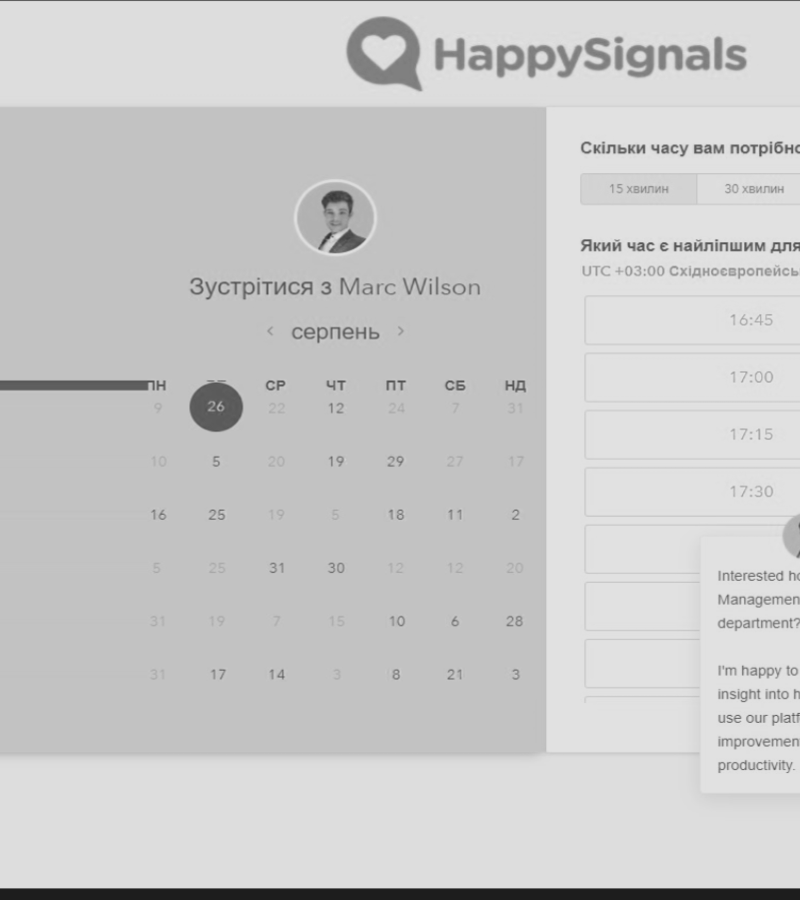 HappySignals
Зустрітися з Marc Wilson
серпень
ПН СР ЧТ ПТ СБ НД
9 26 22 12 24 7 31
10 5 20 19 29 27 17
16 25 19 5 18 11 2
5 25 31 30 12 12 20
31 19 7 15 10 6 28
31 17 14 3 8 21 3
Скільки часу вам потрібно
15 хвилин 30 хвилин
Який час є найліпшим для
UTC +03:00 Східноєвропейсь
16:45
17:00
17:15
17:30
Interested ho
Managemen
department?
I'm happy to
insight into h
use our platf
improvemen
productivity.